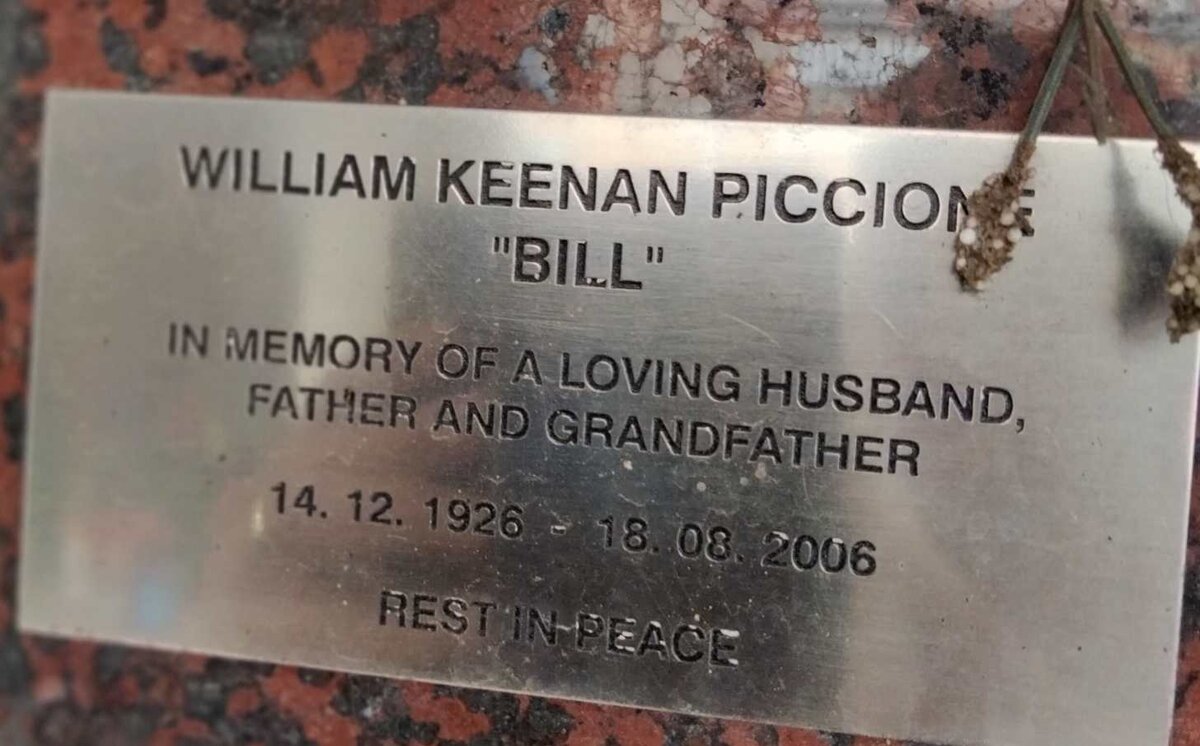 WILLIAM KEENAN PICCIONE
"BILL"
IN MEMORY OF A LOVING HUSBAND,
FATHER AND GRANDFATHER
14. 12. 1926 - 18. 08. 2006
REST IN PEACE